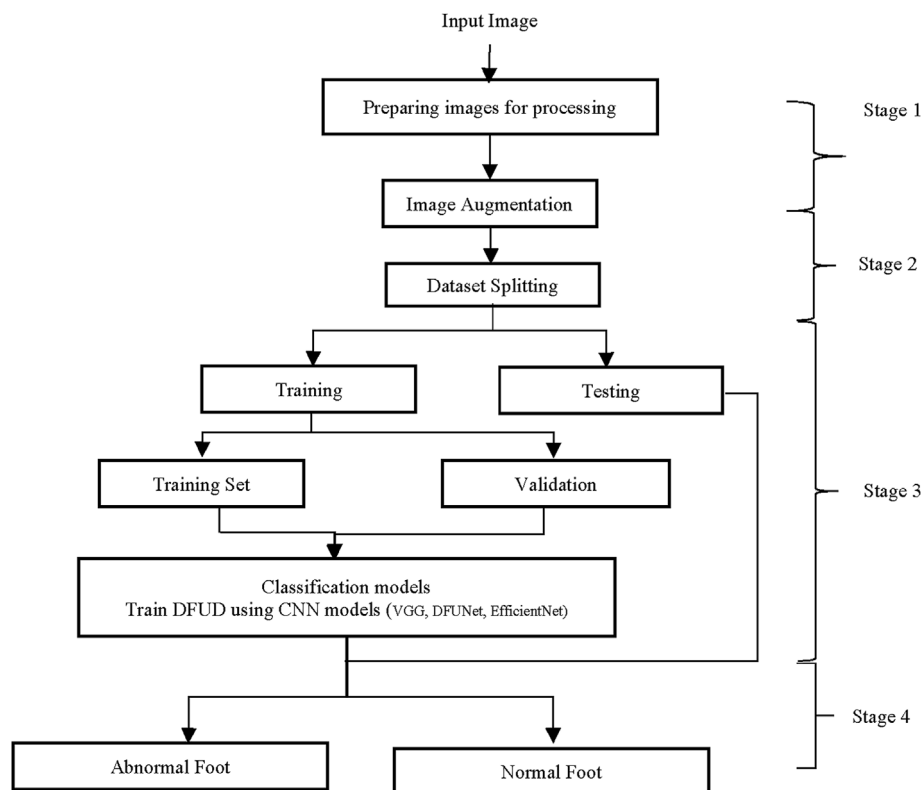 Input Image
Preparing images for processing
Stage 1
Image Augmentation
Stage 2
Dataset Splitting
Training
Testing
Training Set
Validation
Stage 3
Classification models
Train DFUD using CNN models (VGG, DFUNet, EfficientNet)
Stage 4
Abnormal Foot
Normal Foot